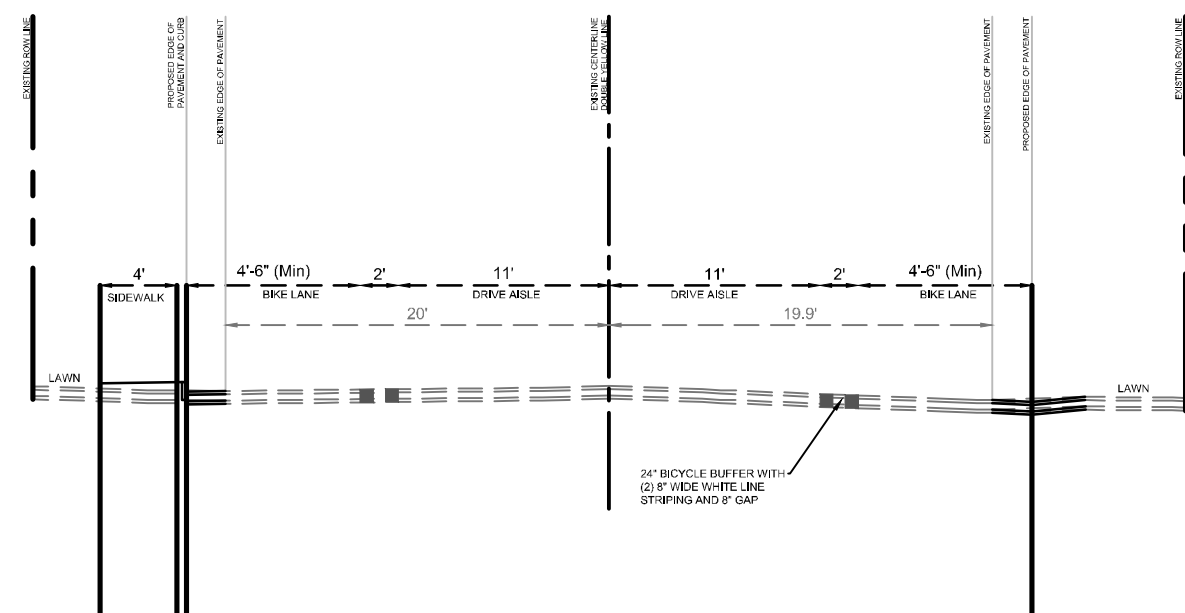 EXISTING ROW LINE
PROPOSED EDGE OF
PAVEMENT AND CURB
EXISTING EDGE OF PAVEMENT
EXISTING CENTERLINE
DOUBLE YELLOW LINE
EXISTING EDGE OF PAVEMENT
PROPOSED EDGE OF PAVEMENT
EXISTING ROW LINE
4' 4'-6" (Min) 2' 11' 11' 2' 4'-6" (Min)
SIDEWALK BIKE LANE DRIVE AISLE DRIVE AISLE BIKE LANE
20' 19.9'
LAWN
LAWN
24" BICYCLE BUFFER WITH
(2) 8" WIDE WHITE LINE
STRIPING AND 8" GAP